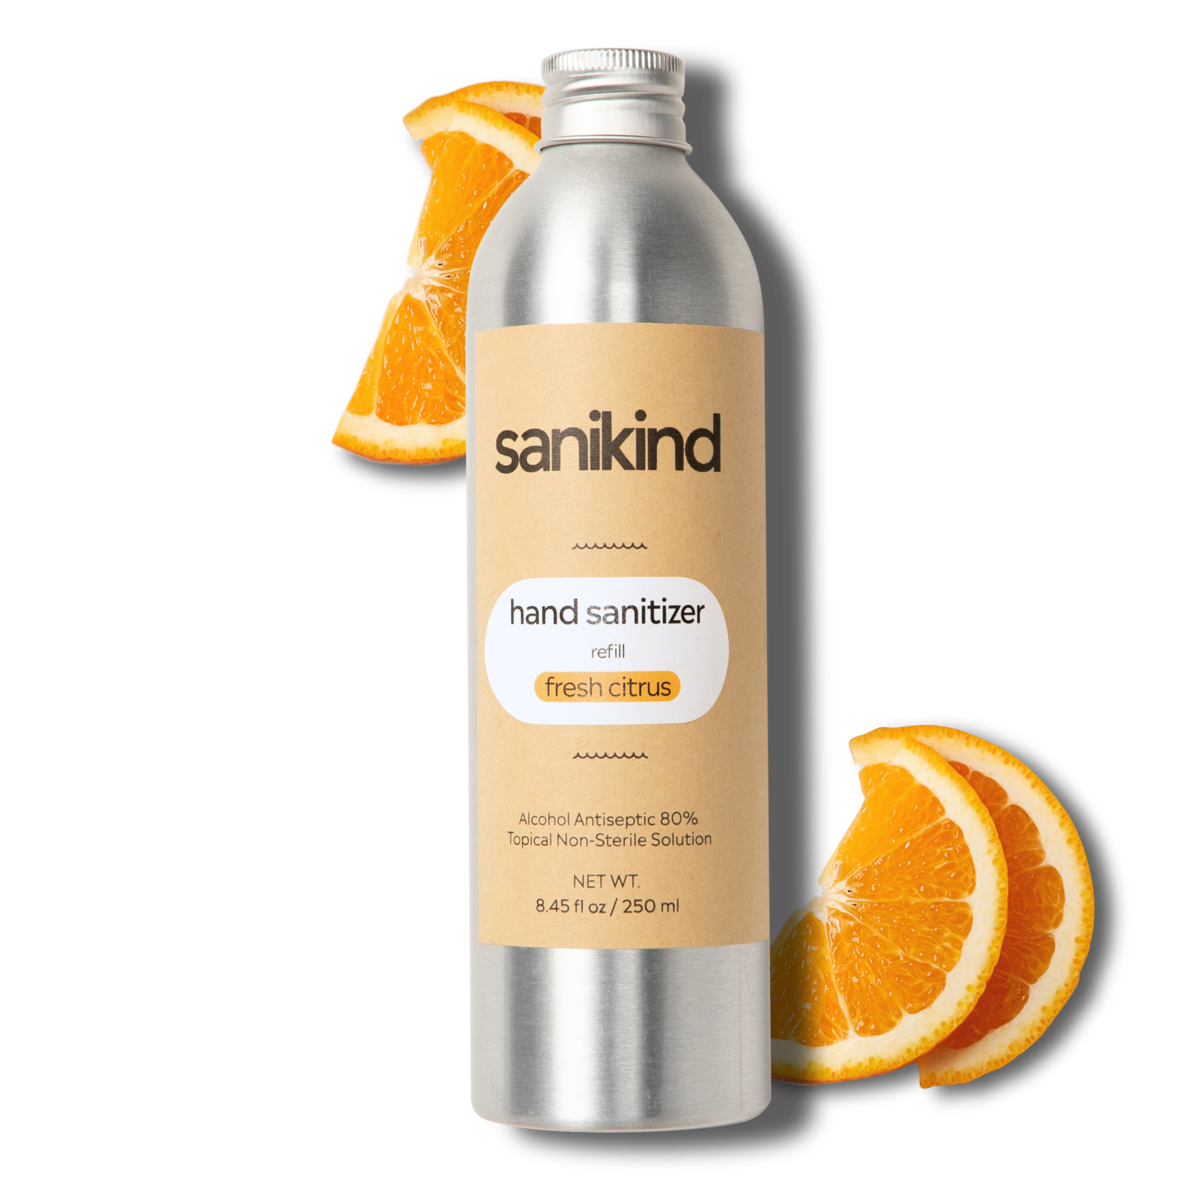 sanikind
hand sanitizer
refill
fresh citrus
Alcohol Antiseptic 80%
Topical Non-Sterile Solution
NET WT.
8.45 fl oz / 250 ml